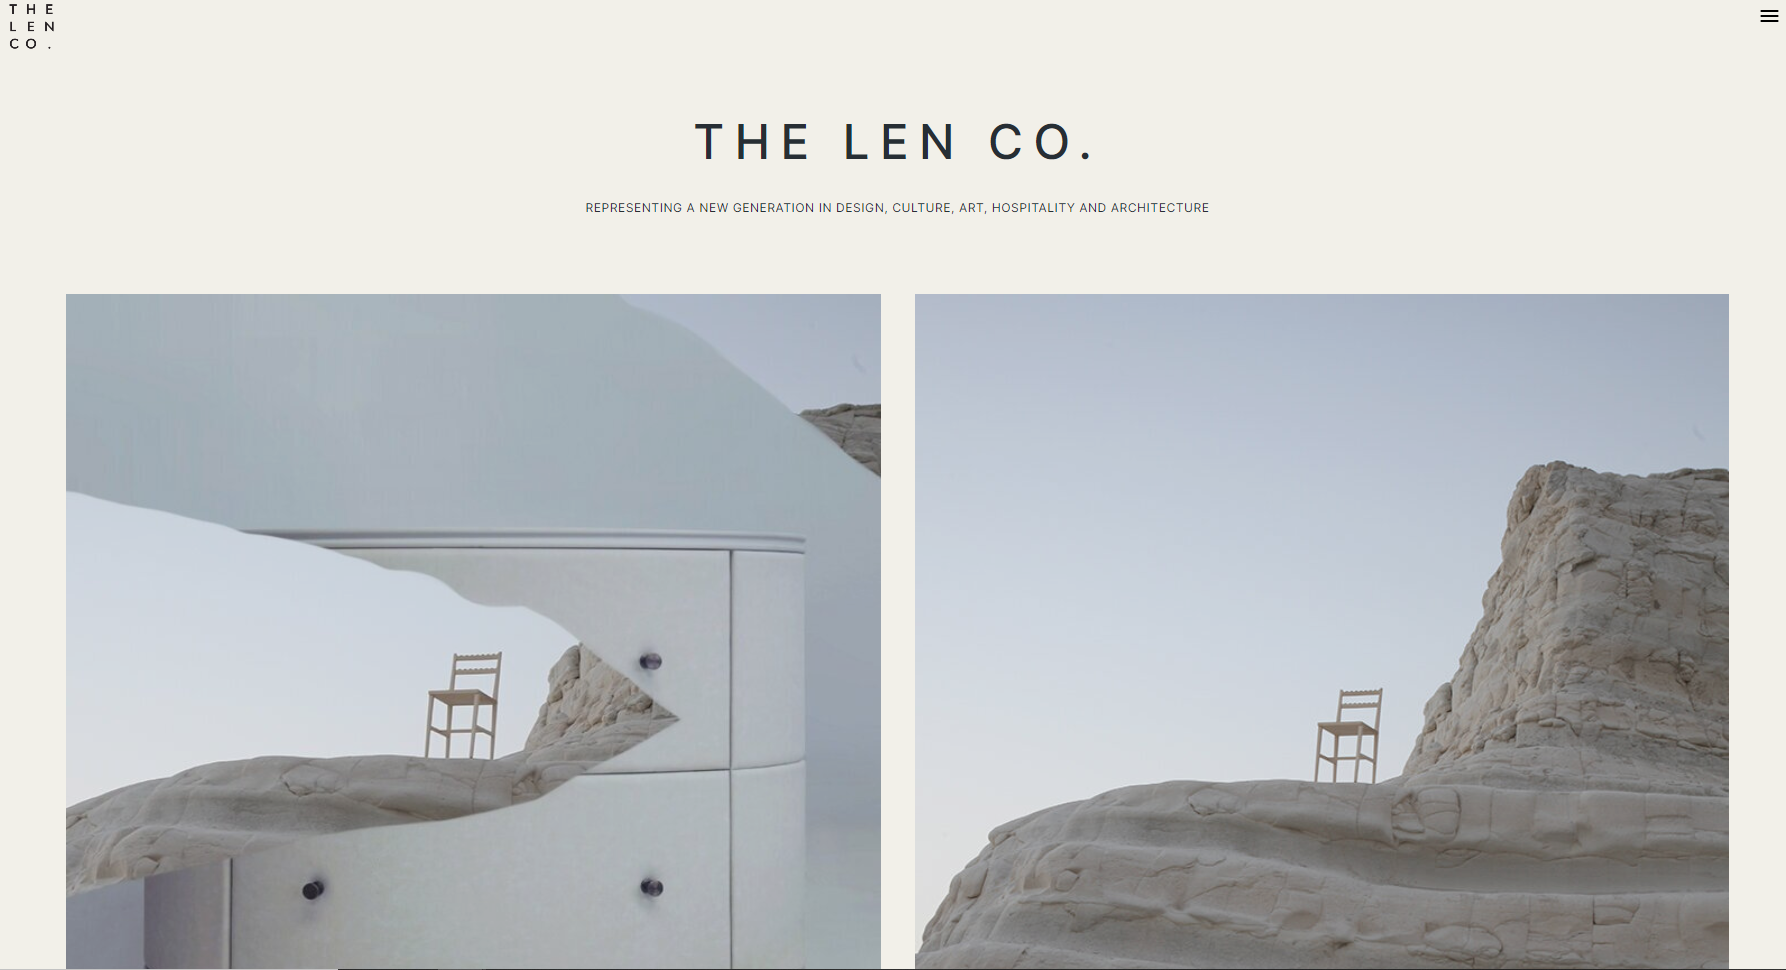 THE
LEN
CO.
THE LEN CO.
REPRESENTING A NEW GENERATION IN DESIGN, CULTURE, ART, HOSPITALITY AND ARCHITECTURE